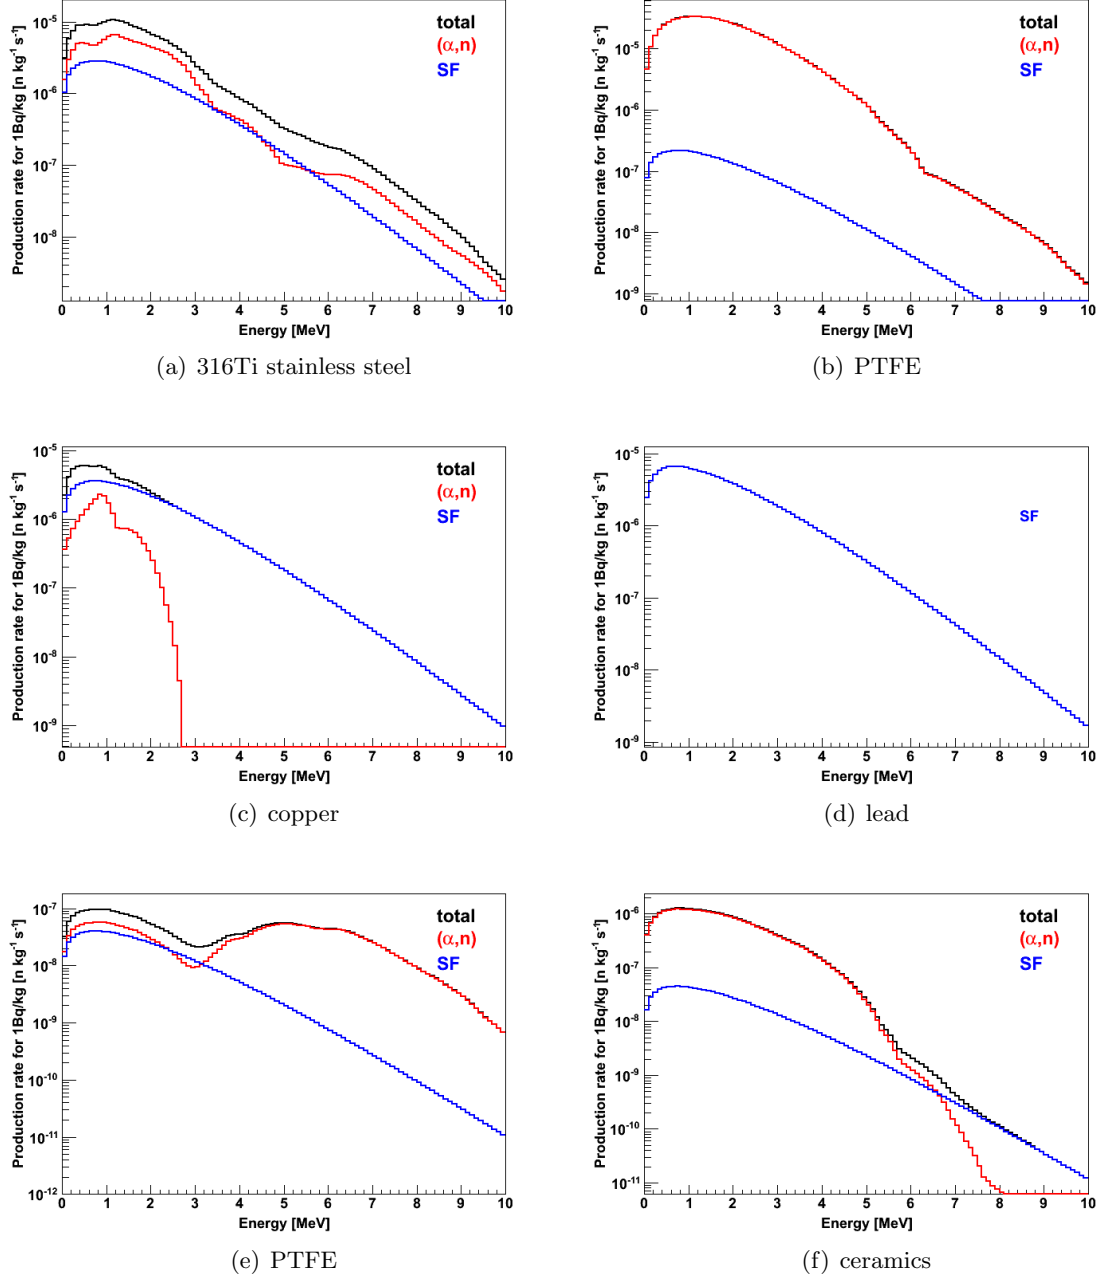 Production rate for 1Bq/kg [n kg⁻¹ s⁻¹]
10⁻⁵
10⁻⁶
10⁻⁷
10⁻⁸
total
(α,n)
SF
0 1 2 3 4 5 6 7 8 9 10
Energy [MeV]
(a) 316Ti stainless steel
Production rate for 1Bq/kg [n kg⁻¹ s⁻¹]
10⁻⁵
10⁻⁶
10⁻⁷
10⁻⁸
10⁻⁹
total
(α,n)
SF
0 1 2 3 4 5 6 7 8 9 10
Energy [MeV]
(b) PTFE
Production rate for 1Bq/kg [n kg⁻¹ s⁻¹]
10⁻⁵
10⁻⁶
10⁻⁷
10⁻⁸
10⁻⁹
total
(α,n)
SF
0 1 2 3 4 5 6 7 8 9 10
Energy [MeV]
(c) copper
Production rate for 1Bq/kg [n kg⁻¹ s⁻¹]
10⁻⁵
10⁻⁶
10⁻⁷
10⁻⁸
10⁻⁹
SF
0 1 2 3 4 5 6 7 8 9 10
Energy [MeV]
(d) lead
Production rate for 1Bq/kg [n kg⁻¹ s⁻¹]
10⁻⁷
10⁻⁸
10⁻⁹
10⁻¹⁰
10⁻¹¹
10⁻¹²
total
(α,n)
SF
0 1 2 3 4 5 6 7 8 9 10
Energy [MeV]
(e) PTFE
Production rate for 1Bq/kg [n kg⁻¹ s⁻¹]
10⁻⁶
10⁻⁷
10⁻⁸
10⁻⁹
10⁻¹⁰
10⁻¹¹
total
(α,n)
SF
0 1 2 3 4 5 6 7 8 9 10
Energy [MeV]
(f) ceramics